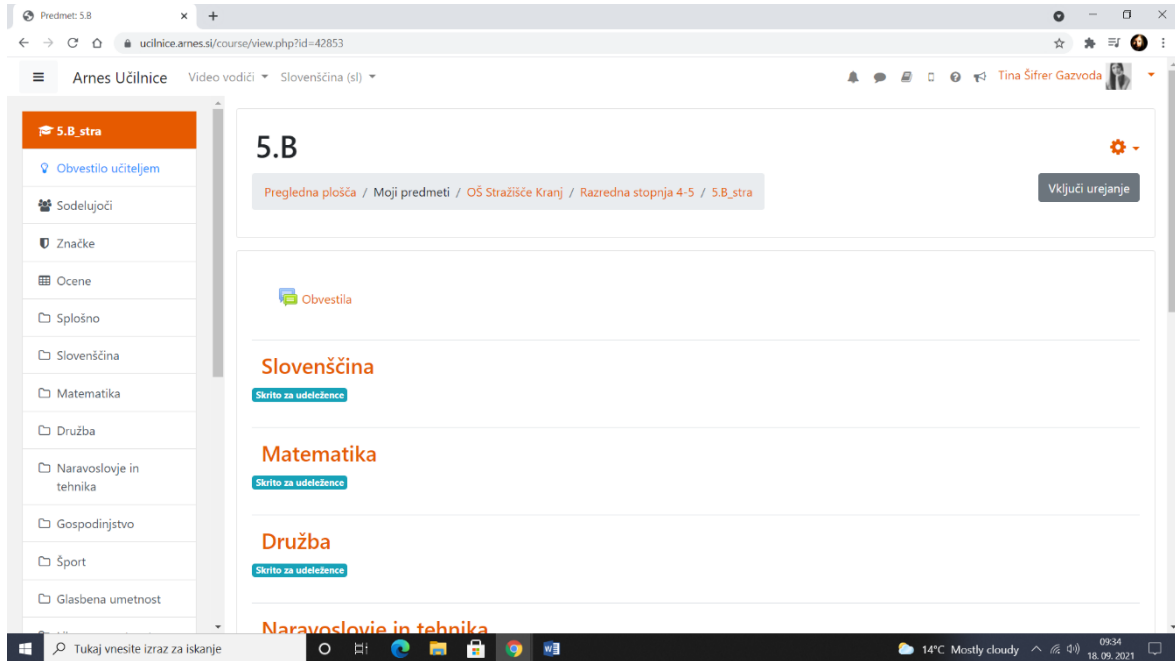 Predmet: 5.B
ucilnice.arnes.si/course/view.php?id=42853
Arnes Učilnice Video vodiči Slovenščina (sl) Tina Šifrer Gazvoda
5.B_stra
Obvestilo učiteljem
Sodelujoči
Značke
Ocene
Splošno
Slovenščina
Matematika
Družba
Naravoslovje in
tehnika
Gospodinjstvo
Šport
Glasbena umetnost
5.B
Pregledna plošča / Moji predmeti / OŠ Stražišče Kranj / Razredna stopnja 4-5 / 5.B_stra
Vključi urejanje
Obvestila
Slovenščina
Skrito za udeležence
Matematika
Skrito za udeležence
Družba
Skrito za udeležence
Naravoslovje in tehnika
Tukaj vnesite izraz za iskanje
14°C Mostly cloudy
09:34
18. 09. 2021